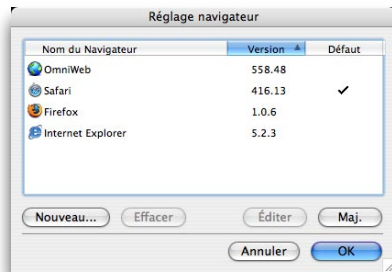 Réglage navigateur
Nom du Navigateur Version Défaut
OmniWeb 558.48
Safari 416.13 ✓
Firefox 1.0.6
Internet Explorer 5.2.3
Nouveau... Effacer Éditer Maj.
Annuler OK